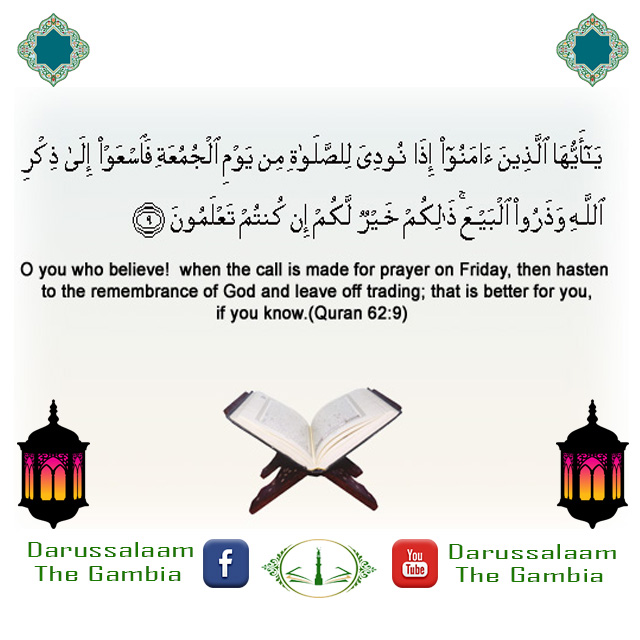 يَـٰٓأَيُّهَا ٱلَّذِينَ ءَامَنُوٓا۟ إِذَا نُودِىَ لِلصَّلَوٰةِ مِن يَوْمِ ٱلْجُمُعَةِ فَٱسْعَوْا۟ إِلَىٰ ذِكْرِ
ٱللَّهِ وَذَرُوا۟ ٱلْبَيْعَ ۚ ذَٰلِكُمْ خَيْرٌ لَّكُمْ إِن كُنتُمْ تَعْلَمُونَ ٩
O you who believe!  when the call is made for prayer on Friday, then hasten
to the remembrance of God and leave off trading; that is better for you,
if you know.(Quran 62:9)
Darussalaam
The Gambia
f
You
Tube
Darussalaam
The Gambia